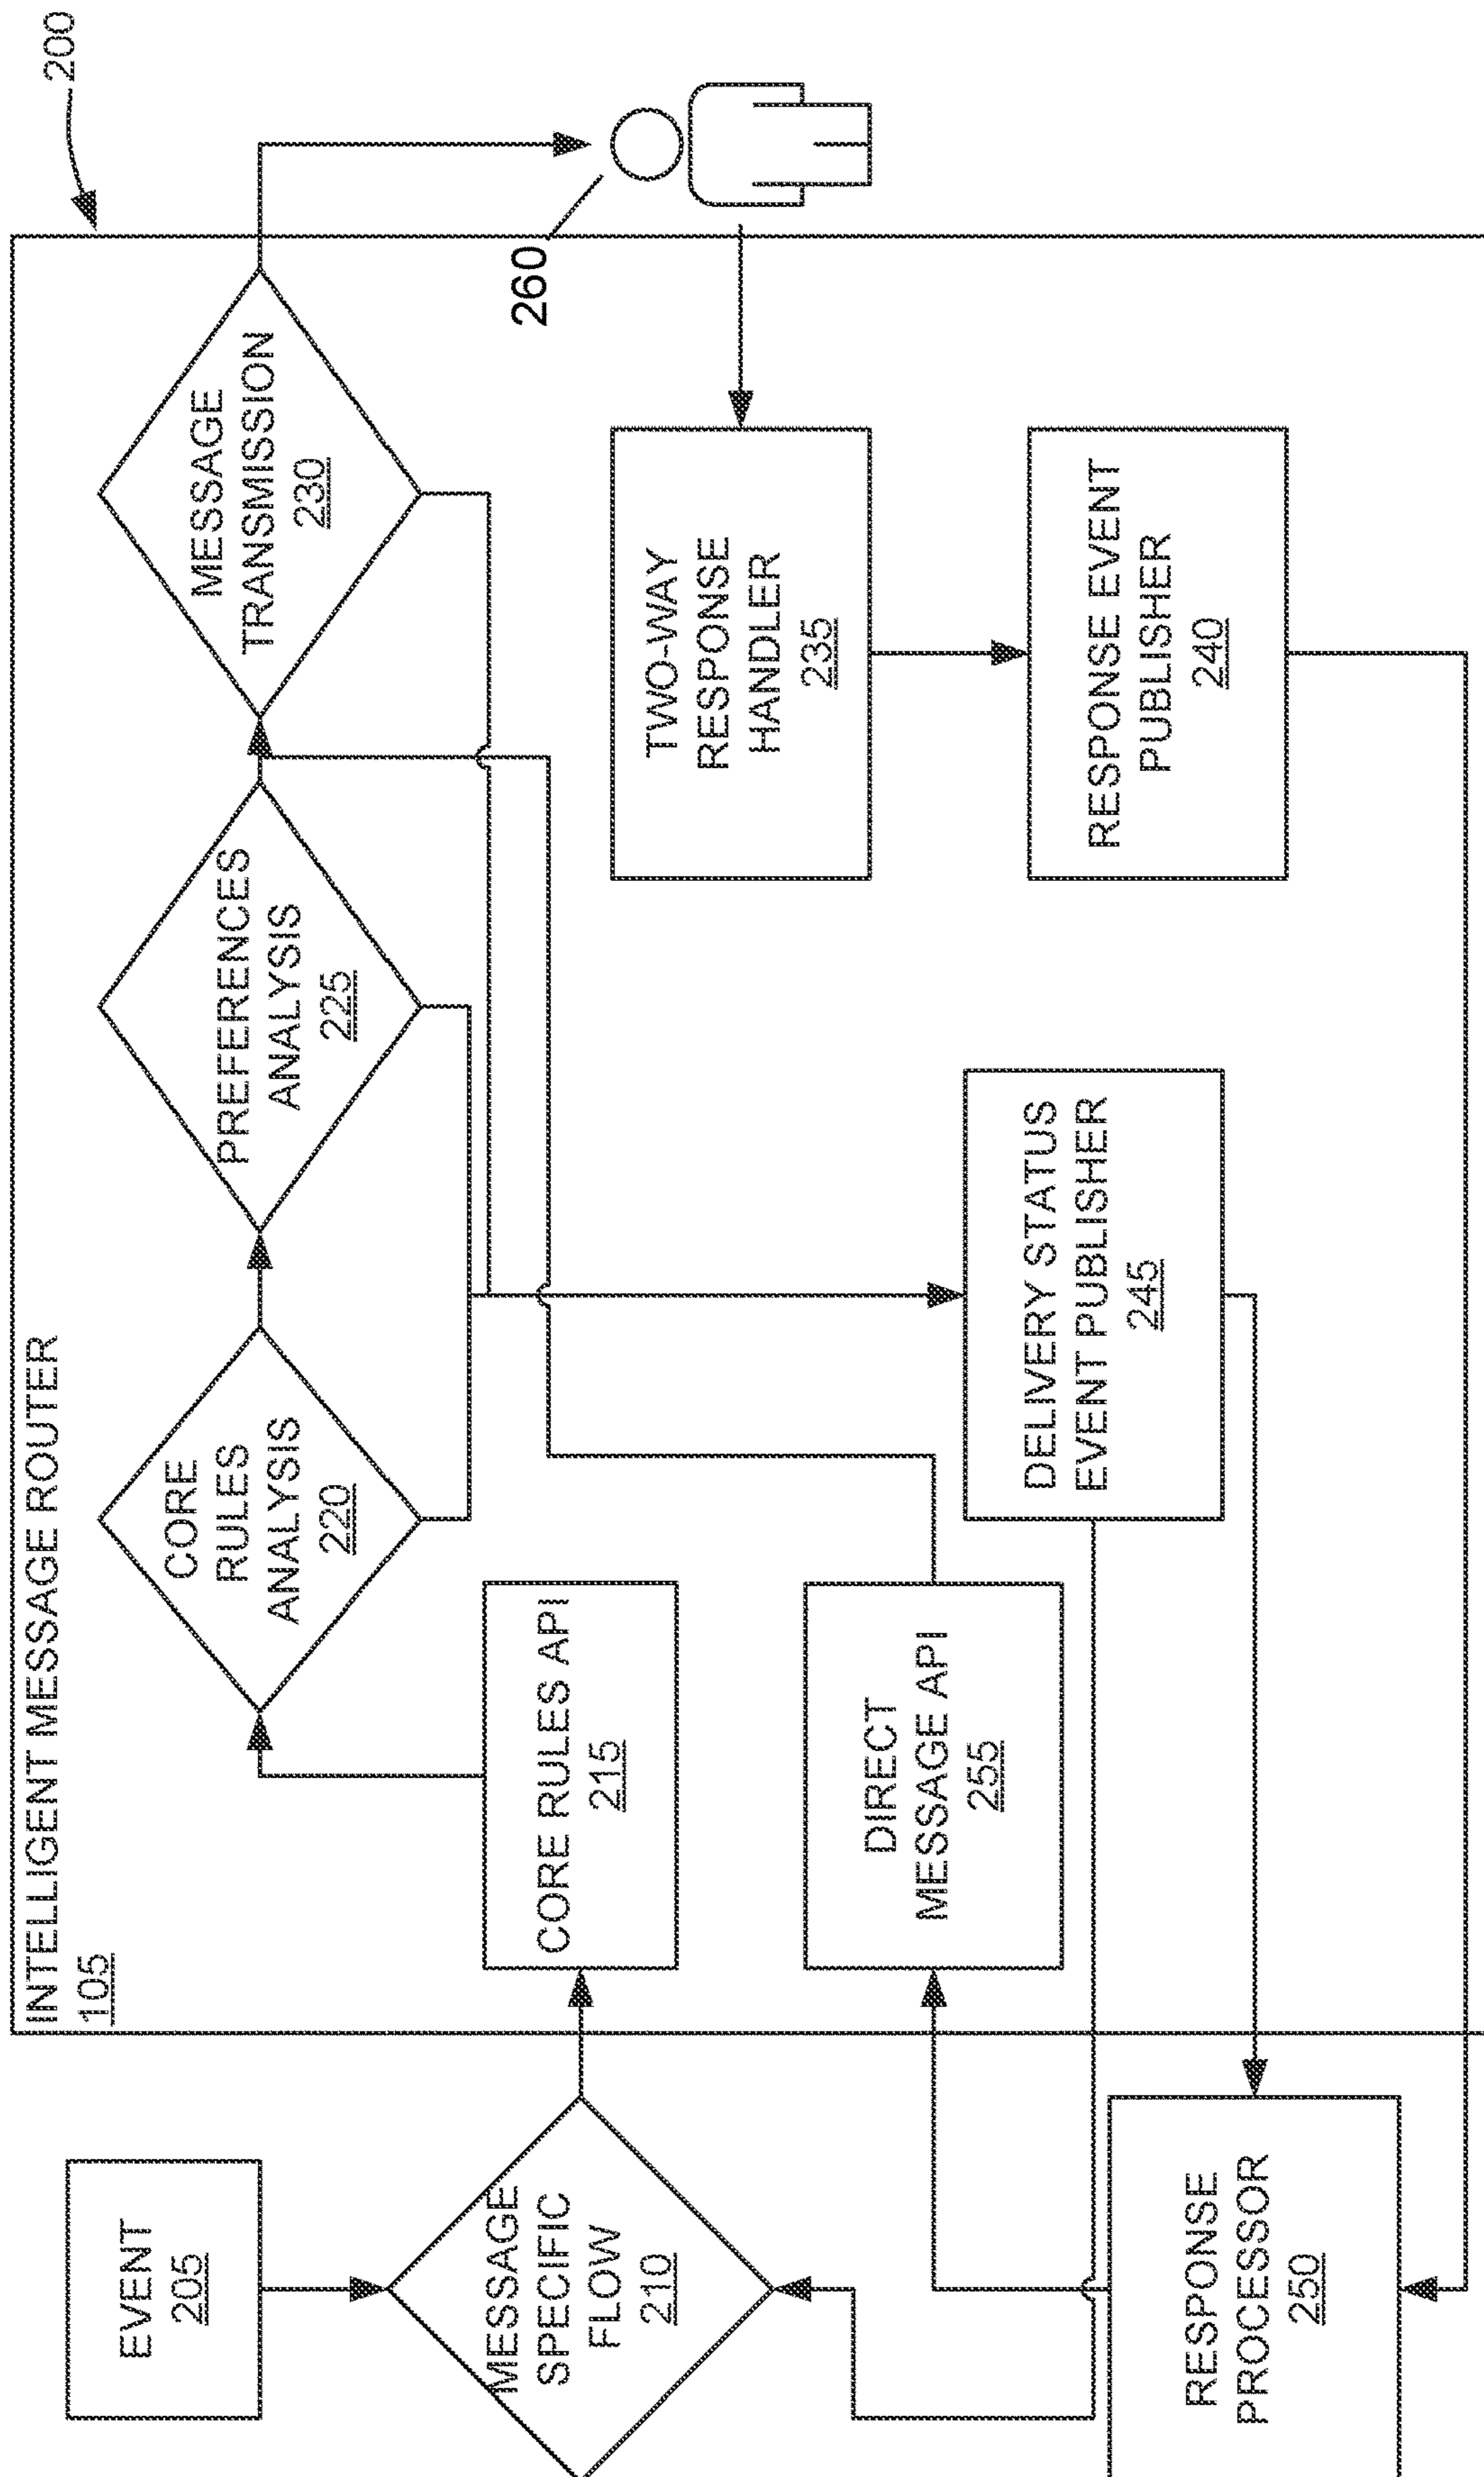 200
INTELLIGENT MESSAGE ROUTER
105
EVENT
205
MESSAGE
SPECIFIC
FLOW
210
CORE RULES API
215
CORE
RULES
ANALYSIS
220
PREFERENCES
ANALYSIS
225
MESSAGE
TRANSMISSION
230
260
TWO-WAY
RESPONSE
HANDLER
235
RESPONSE EVENT
PUBLISHER
240
DELIVERY STATUS
EVENT PUBLISHER
245
DIRECT
MESSAGE API
255
RESPONSE
PROCESSOR
250